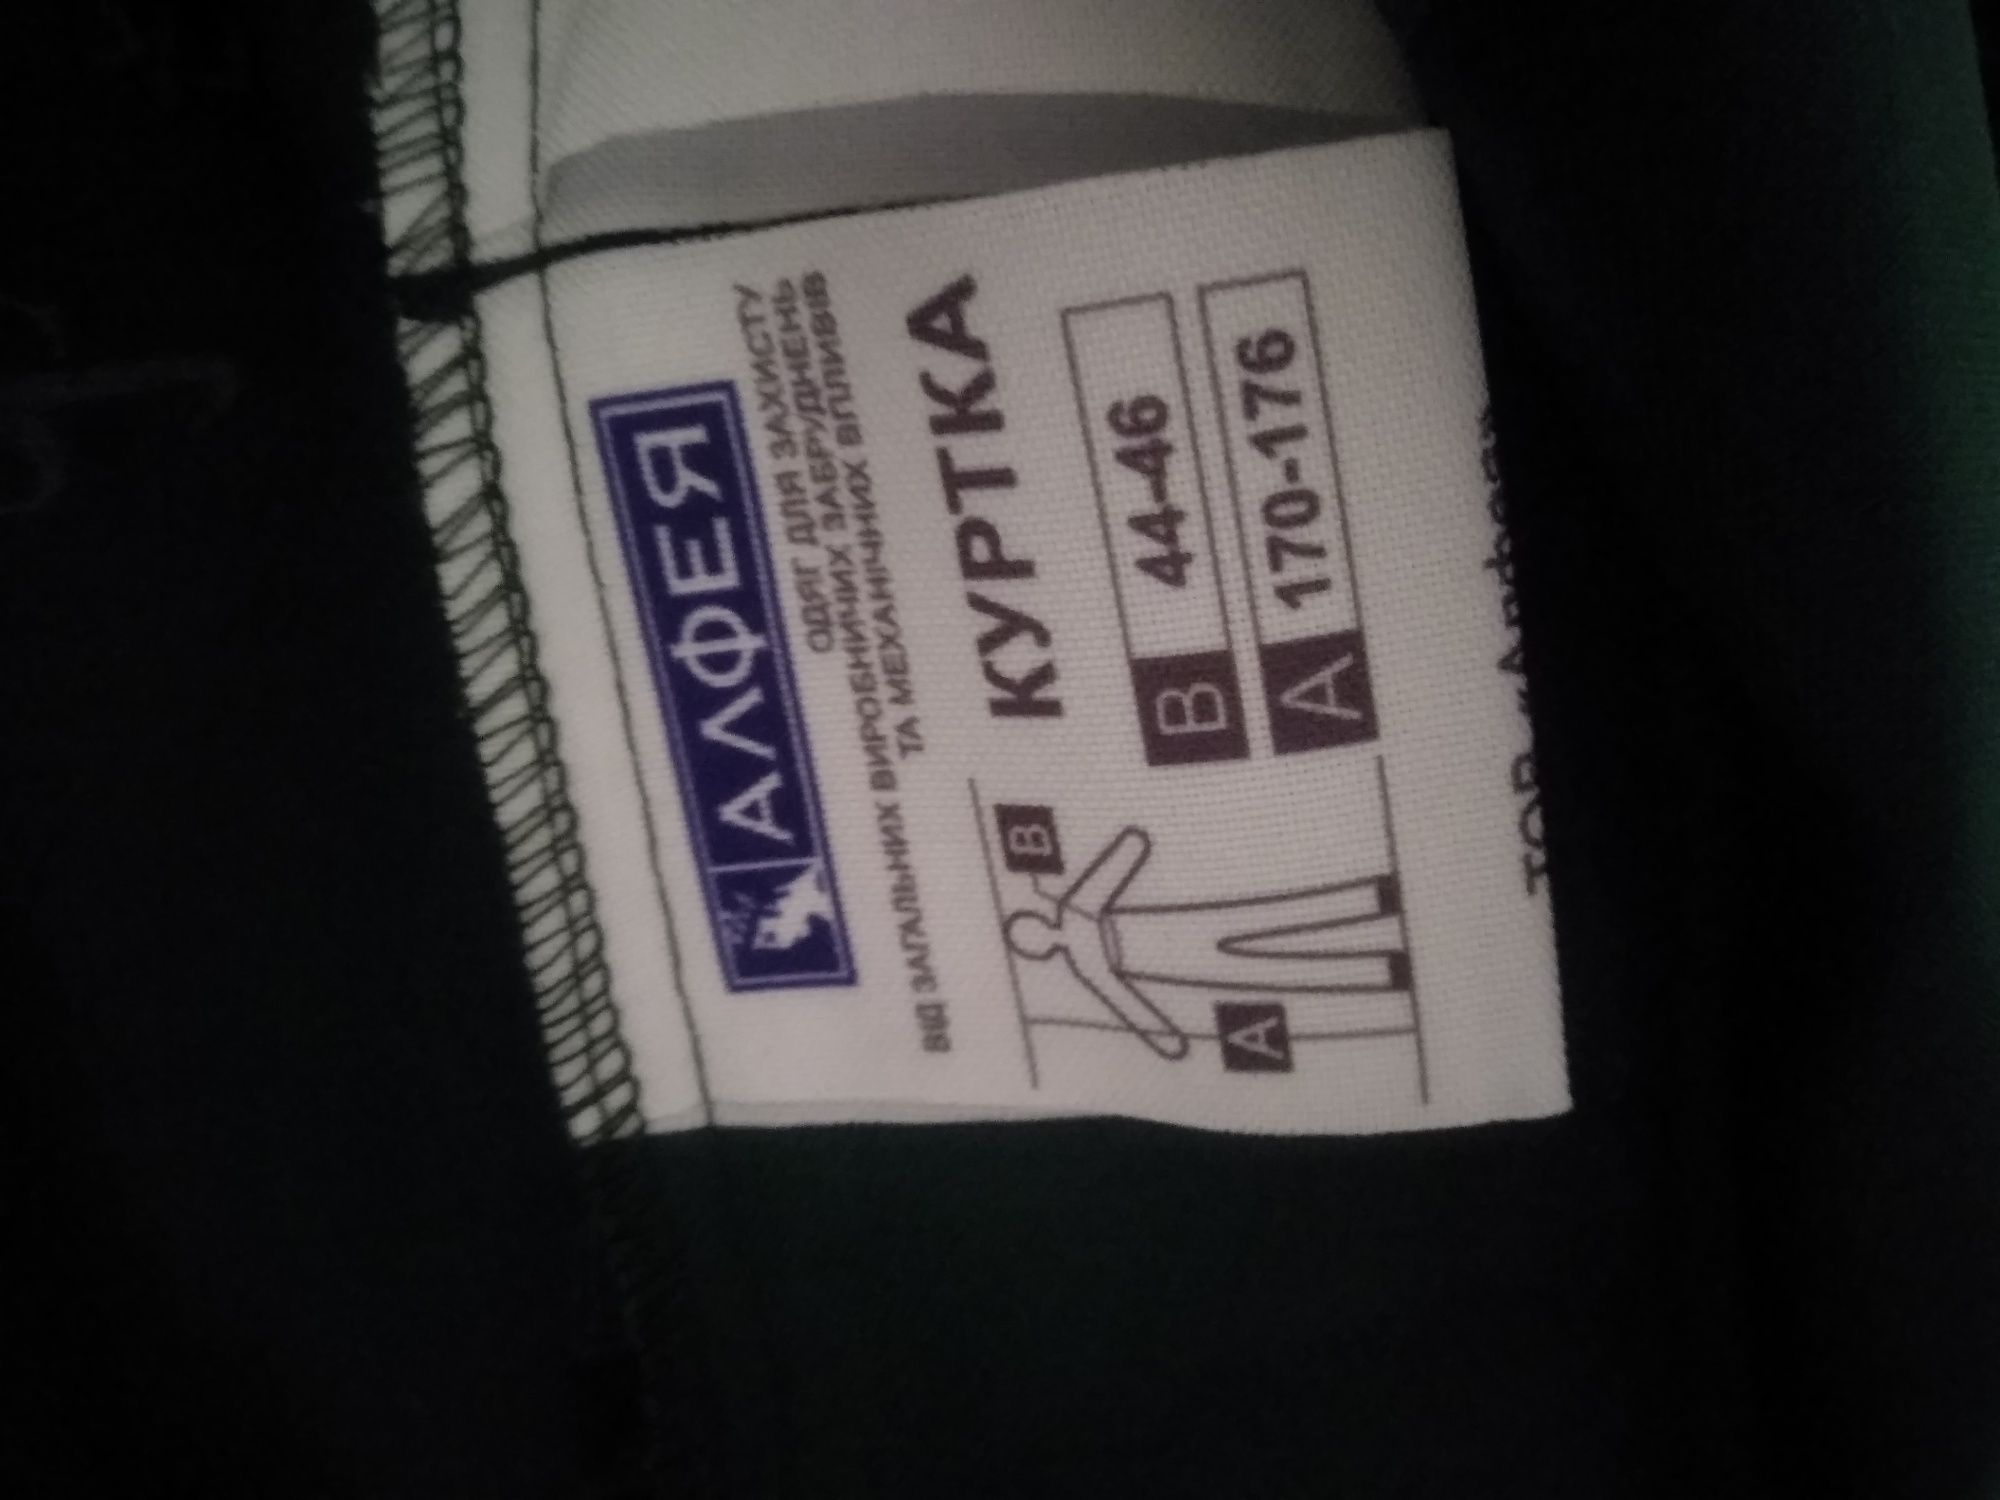 АЛФЕЯ
ОДЯГ ДЛЯ ЗАХИСТУ
ВІД ЗАГАЛЬНИХ ВИРОБНИЧИХ ЗАБРУДНЕНЬ
ТА МЕХАНІЧНИХ ВПЛИВІВ
КУРТКА
B
B 44-46
A
A 170-176